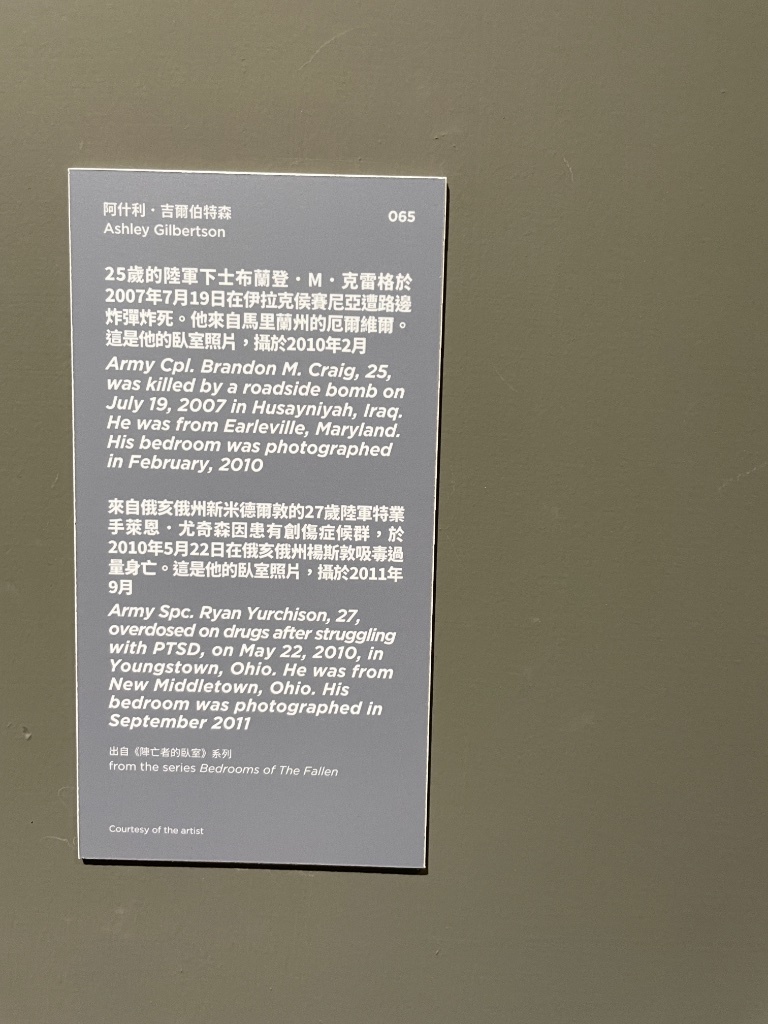 阿什利・吉爾伯特森
065
Ashley Gilbertson
25歲的陸軍下士布蘭登・M・克雷格於
2007年7月19日在伊拉克侯賽尼亞遭路邊
炸彈炸死。他來自馬里蘭州的厄爾維爾。
這是他的臥室照片，攝於2010年2月
Army Cpl. Brandon M. Craig, 25,
was killed by a roadside bomb on
July 19, 2007 in Husayniyah, Iraq.
He was from Earleville, Maryland.
His bedroom was photographed
in February, 2010
來自俄亥俄州新米德爾敦的27歲陸軍特業
手萊恩・尤奇森因患有創傷症候群，於
2010年5月22日在俄亥俄州楊斯敦吸毒過
量身亡。這是他的臥室照片，攝於2011年
9月
Army Spc. Ryan Yurchison, 27,
overdosed on drugs after struggling
with PTSD, on May 22, 2010, in
Youngstown, Ohio. He was from
New Middletown, Ohio. His
bedroom was photographed in
September 2011
出自《陣亡者的臥室》系列
from the series Bedrooms of The Fallen
Courtesy of the artist